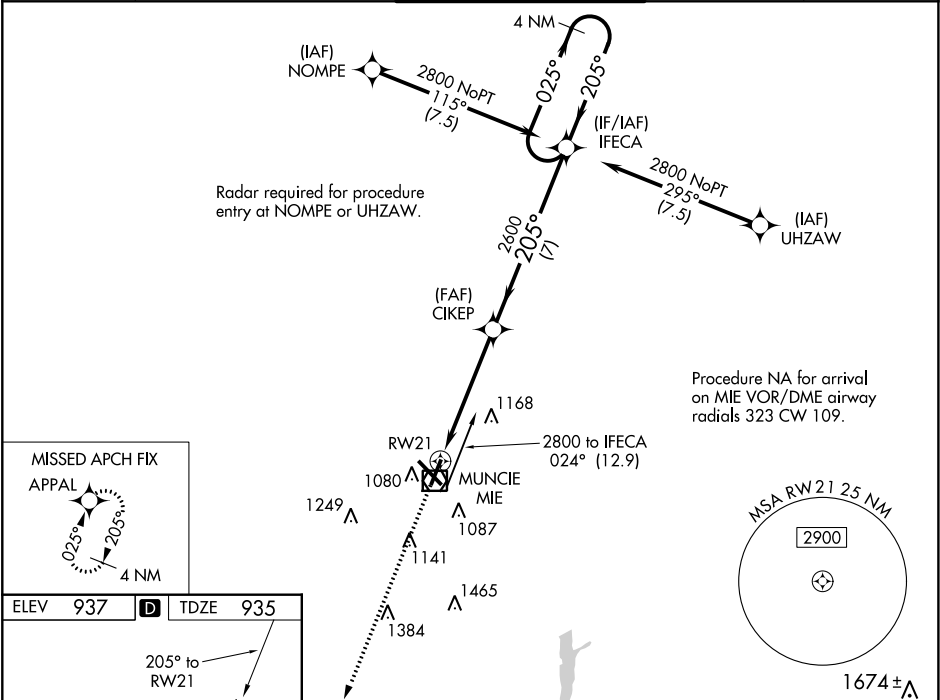 4 NM
025°
205°
(IAF)
NOMPE
2800 NoPT
115°
(7.5)
(IF/IAF)
IFECA
2800 NoPT
295°
(7.5)
(IAF)
UHZAW
Radar required for procedure
entry at NOMPE or UHZAW.
2600
205°
(7)
(FAF)
CIKEP
Procedure NA for arrival
on MIE VOR/DME airway
radials 323 CW 109.
1168
RW21
2800 to IFECA
024° (12.9)
1080
MUNCIE
MIE
1249
1087
1141
1465
1384
MISSED APCH FIX
APPAL
025°
205°
4 NM
MSA RW21 25 NM
2900
ELEV 937 D TDZE 935
205° to
RW21
1674±